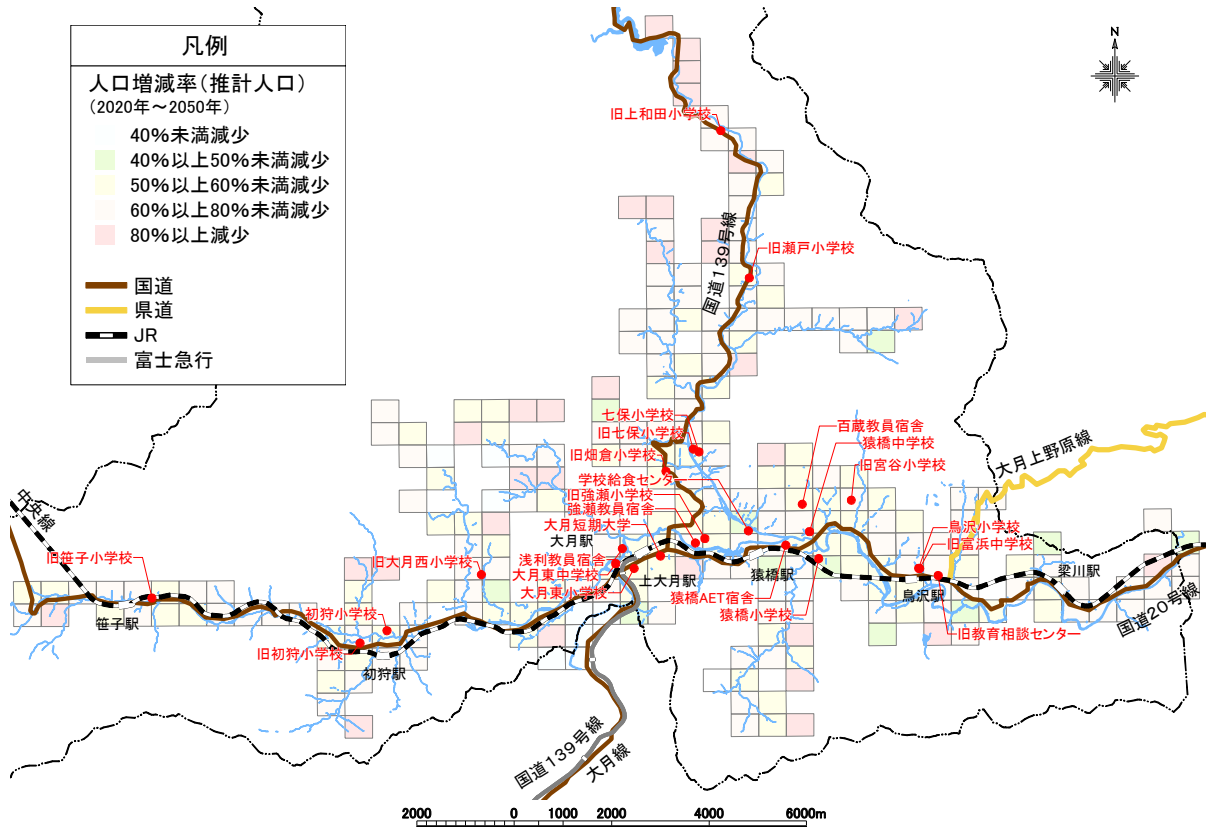 凡例
人口増減率(推計人口)
(2020年～2050年)
40%未満減少
40%以上50%未満減少
50%以上60%未満減少
60%以上80%未満減少
80%以上減少
国道
県道
JR
富士急行
N
旧上和田小学校
国道139号線
旧瀬戸小学校
七保小学校
旧七保小学校
旧畑倉小学校
学校給食センター
旧強瀬小学校
強瀬教員宿舎
大月短期大学
大月駅
浅利教員宿舎
大月東中学校
大月東小学校
上大月駅
百蔵教員宿舎
猿橋中学校
旧宮谷小学校
大月上野原線
鳥沢小学校
旧富浜中学校
猿橋駅
猿橋AET宿舎
猿橋小学校
鳥沢駅
旧教育相談センター
梁川駅
国道20号線
中央線
旧笹子小学校
笹子駅
旧大月西小学校
初狩小学校
旧初狩小学校
初狩駅
国道139号線
大月線
2000 0 1000 2000 4000 6000m